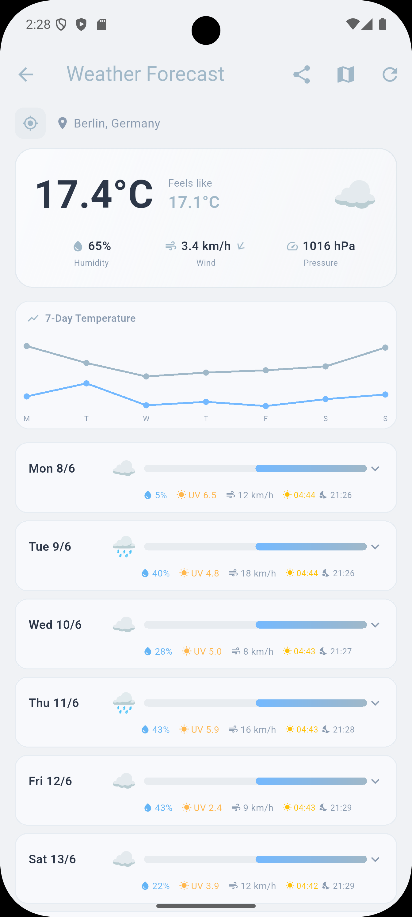 2:28
Weather Forecast
Berlin, Germany
17.4°C
Feels like
17.1°C
65%
Humidity
3.4 km/h
Wind
1016 hPa
Pressure
7-Day Temperature
M T W T F S S
Mon 8/6
5% UV 6.5 12 km/h 04:44 21:26
Tue 9/6
40% UV 4.8 18 km/h 04:44 21:26
Wed 10/6
28% UV 5.0 8 km/h 04:43 21:27
Thu 11/6
43% UV 5.9 16 km/h 04:43 21:28
Fri 12/6
43% UV 2.4 9 km/h 04:43 21:29
Sat 13/6
22% UV 3.9 12 km/h 04:42 21:29